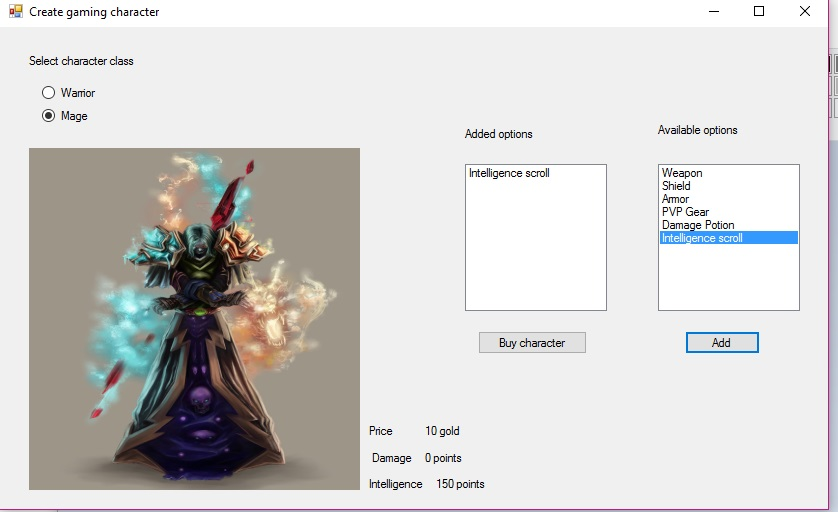 Create gaming character
Select character class
Warrior
Mage
Added options
Available options
Intelligence scroll
Weapon
Shield
Armor
PVP Gear
Damage Potion
Intelligence scroll
Buy character
Add
Price 10 gold
Damage 0 points
Intelligence 150 points